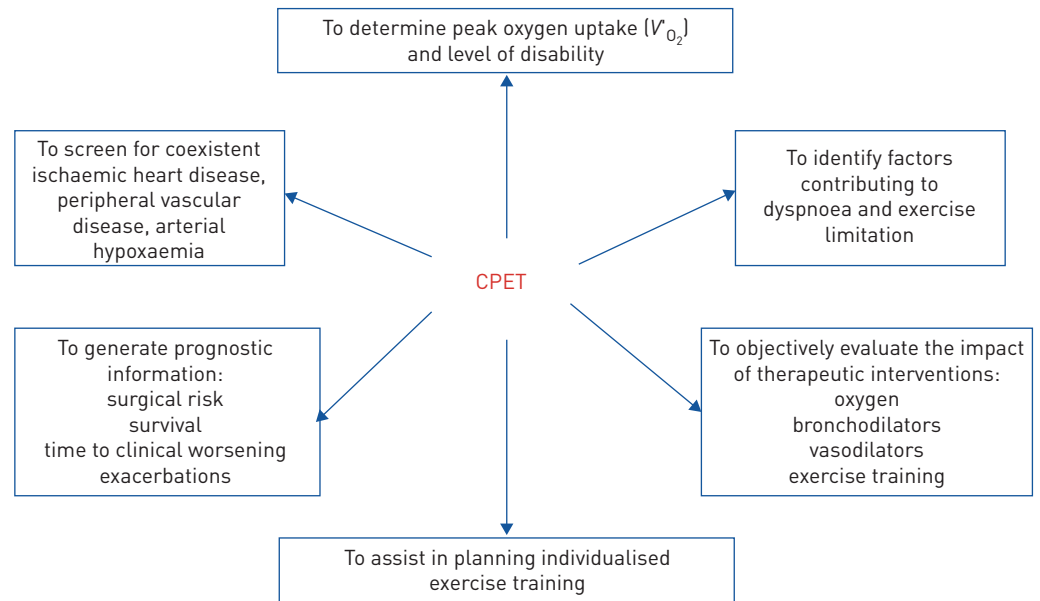 To determine peak oxygen uptake (V̇O₂)
and level of disability
To screen for coexistent
ischaemic heart disease,
peripheral vascular
disease, arterial
hypoxaemia
To identify factors
contributing to
dyspnoea and exercise
limitation
CPET
To generate prognostic
information:
surgical risk
survival
time to clinical worsening
exacerbations
To objectively evaluate the impact
of therapeutic interventions:
oxygen
bronchodilators
vasodilators
exercise training
To assist in planning individualised
exercise training